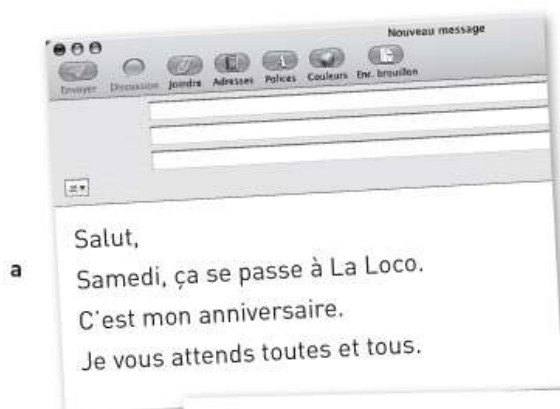 Nouveau message
Envoyer Discussion Joindre Adresses Polices Couleurs Enr. brouillon
a
Salut,
Samedi, ça se passe à La Loco.
C'est mon anniversaire.
Je vous attends toutes et tous.